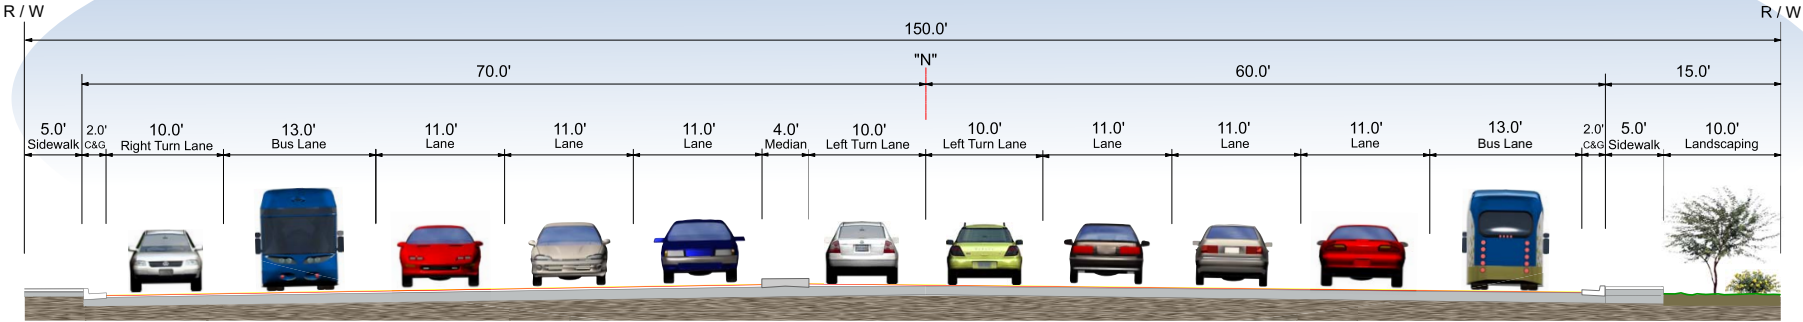 R / W R / W
150.0'
"N"
70.0' 60.0' 15.0'
5.0' 2.0' 10.0' 13.0' 11.0' 11.0' 11.0' 4.0' 10.0' 10.0' 11.0' 11.0' 11.0' 13.0' 2.0' 5.0' 10.0'
Sidewalk C&G Right Turn Lane Bus Lane Lane Lane Lane Median Left Turn Lane Left Turn Lane Lane Lane Lane Bus Lane C&G Sidewalk Landscaping